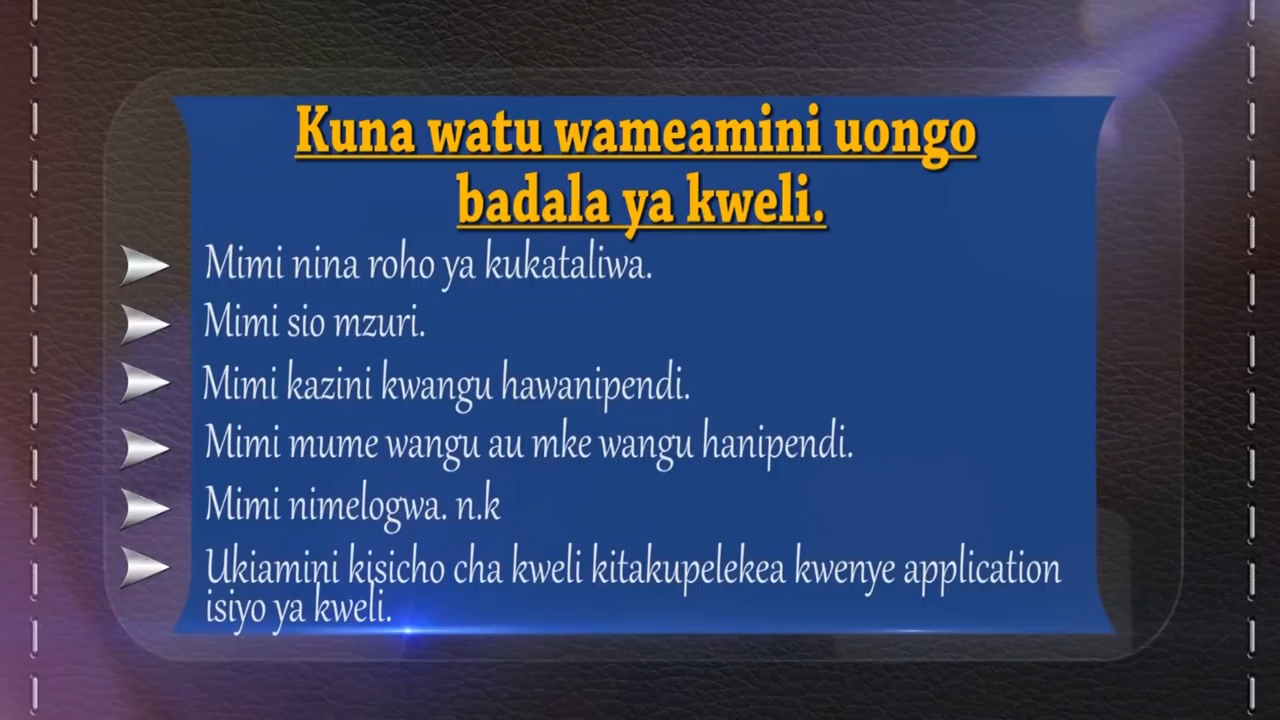 Kuna watu wameamini uongo
badala ya kweli.
Mimi nina roho ya kukataliwa.
Mimi sio mzuri.
Mimi kazini kwangu hawanipendi.
Mimi mume wangu au mke wangu hanipendi.
Mimi nimelogwa. n.k
Ukiamini kisicho cha kweli kitakupelekea kwenye application
isiyo ya kweli.